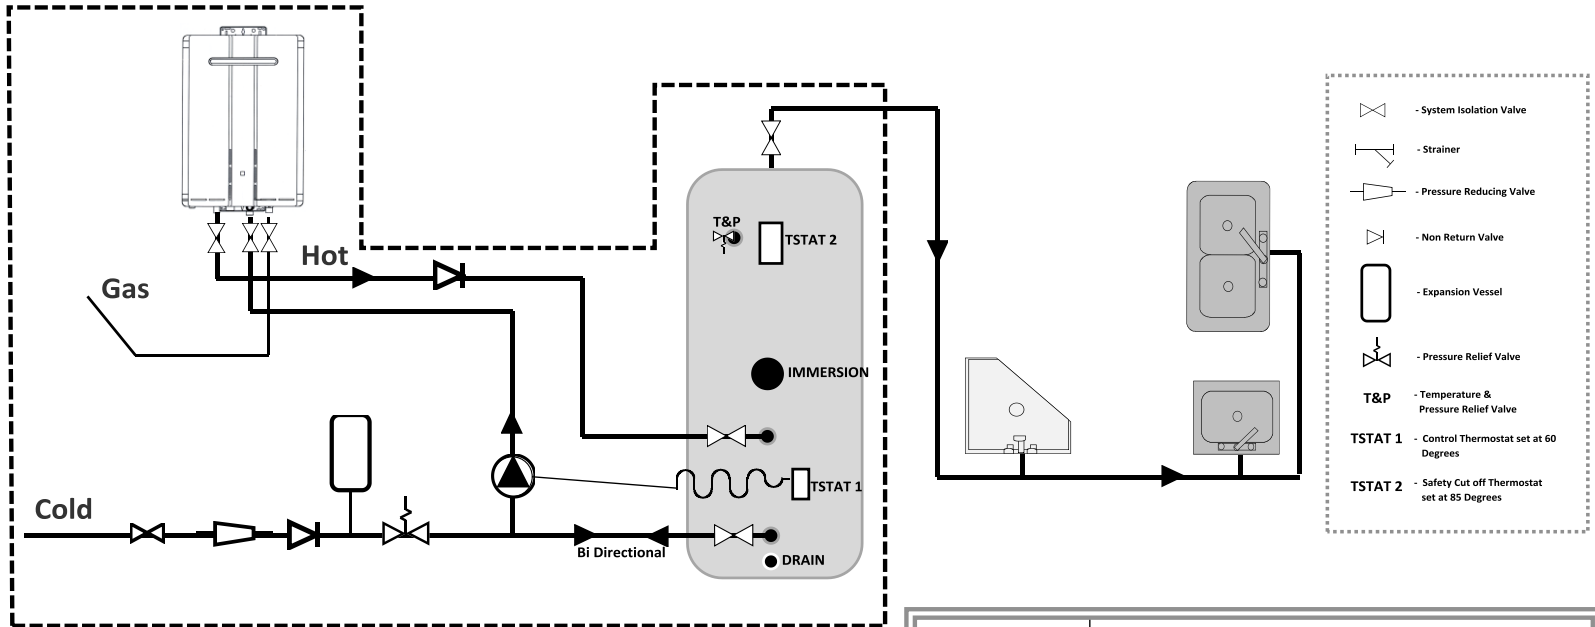 Hot
Gas
Cold
T&P
TSTAT 2
IMMERSION
TSTAT 1
Bi Directional
DRAIN
- System Isolation Valve
- Strainer
- Pressure Reducing Valve
- Non Return Valve
- Expansion Vessel
- Pressure Relief Valve
T&P - Temperature &
Pressure Relief Valve
TSTAT 1 - Control Thermostat set at 60
Degrees
TSTAT 2 - Safety Cut off Thermostat
set at 85 Degrees